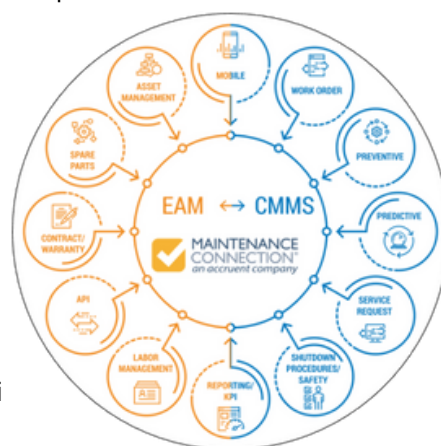 MOBILE
WORK ORDER
PREVENTIVE
PREDICTIVE
SERVICE
REQUEST
SHUTDOWN
PROCEDURES/
SAFETY
REPORTING/
KPI
LABOR
MANAGEMENT
API
CONTRACT/
WARRANTY
SPARE
PARTS
ASSET
MANAGEMENT
EAM ↔ CMMS
MAINTENANCE
CONNECTION™
an accruent company
i